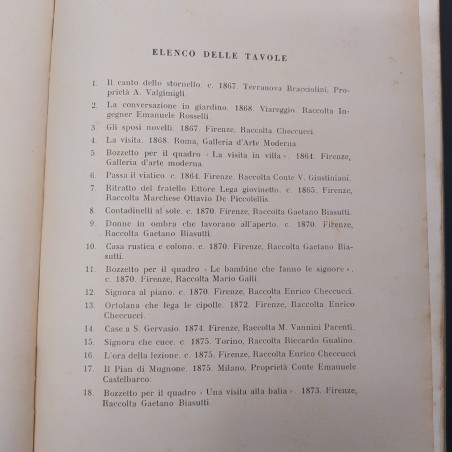 ELENCO DELLE TAVOLE
1. Il canto dello stornello. c. 1867. Terranova Bracciolini, Pro-
prietà A. Valgimigli.
2. La conversazione in giardino. 1868. Viareggio. Raccolta In-
gegner Emanuele Rosselli
3. Gli sposi novelli. 1867. Firenze, Raccolta Checcucci.
4. La visita. 1868. Roma, Galleria d'Arte Moderna
5. Bozzetto per il quadro « La visita in villa ». 1864. Firenze,
Galleria d'arte moderna.
6. Passa il viatico. c. 1864. Firenze. Raccolta Conte V. Giustiniani.
7. Ritratto del fratello Ettore Lega giovinetto. c. 1865. Firenze,
Raccolta Marchese Ottavio De Piccolellis.
8. Contadinelli al sole. c. 1870. Firenze, Raccolta Gaetano Biasutti.
9. Donne in ombra che lavorano all'aperto. c. 1870. Firenze,
Raccolta Gaetano Biasutti.
10. Casa rustica e colono. c. 1870. Firenze, Raccolta Gaetano Bia-
sutti.
11. Bozzetto per il quadro « Le bambine che fanno le signore ».
c. 1870. Firenze, Raccolta Mario Galli.
12. Signora al piano. c. 1870. Firenze, Raccolta Enrico Checcucci.
13. Ortolana che lega le cipolle. 1872. Firenze, Raccolta Enrico
Checcucci.
14. Case a S. Gervasio. 1874. Firenze, Raccolta M. Vannini Parenti.
15. Signora che cuce. c. 1875. Torino, Raccolta Riccardo Gualino.
16. L'ora della lezione. c. 1875. Firenze, Raccolta Enrico Checcucci
17. Il Pian di Mugnone. 1875. Milano, Proprietà Conte Emanuele
Castelbarco.
18. Bozzetto per il quadro « Una visita alla balia ». 1873. Firenze,
Raccolta Gaetano Biasutti.